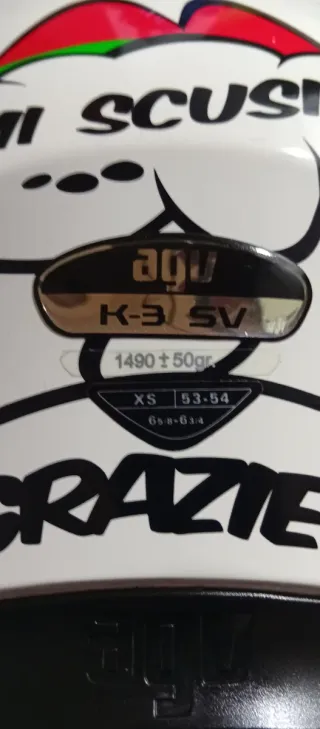 MI SCUSI
...
agv
K-3 SV
1490 ± 50gr.
XS 53-54
6 5/8-6 3/4
GRAZIE
agv